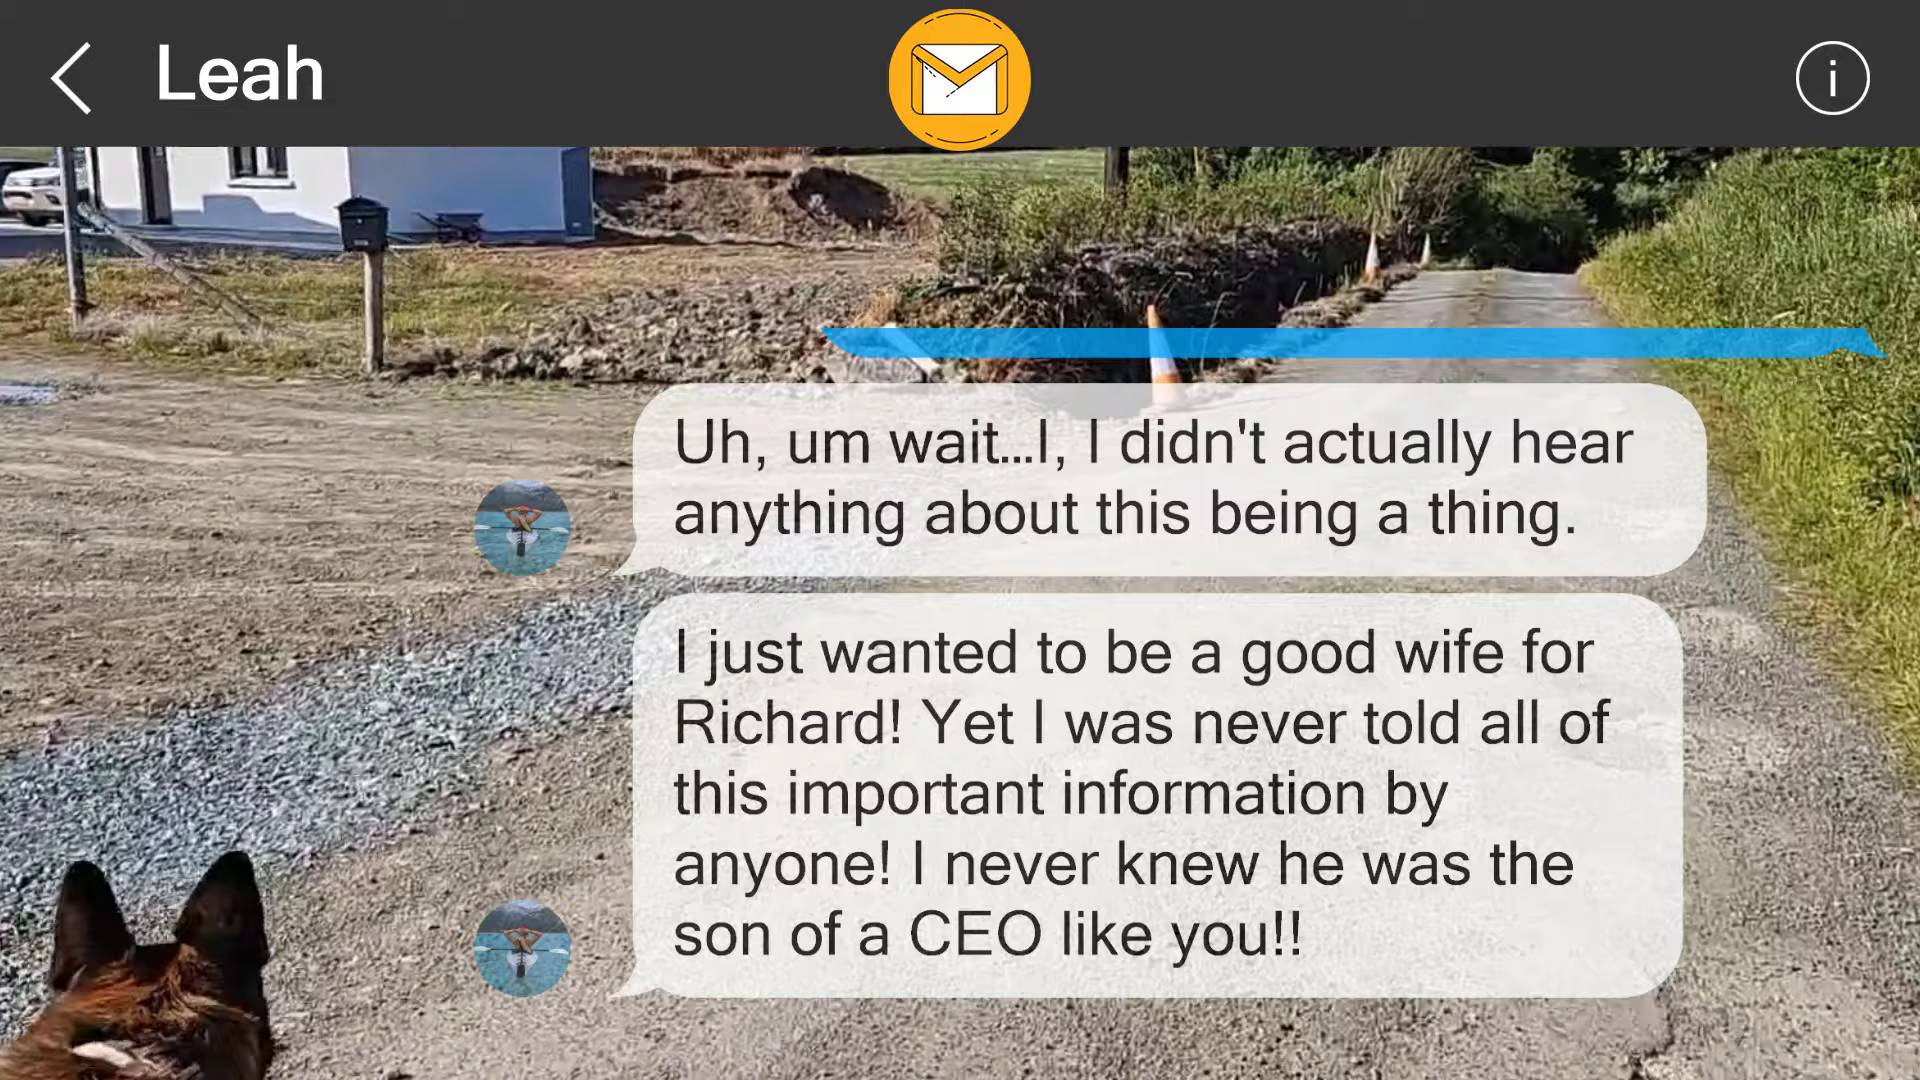 Leah
i
Uh, um wait...I, I didn't actually hear
anything about this being a thing.
I just wanted to be a good wife for
Richard! Yet I was never told all of
this important information by
anyone! I never knew he was the
son of a CEO like you!!